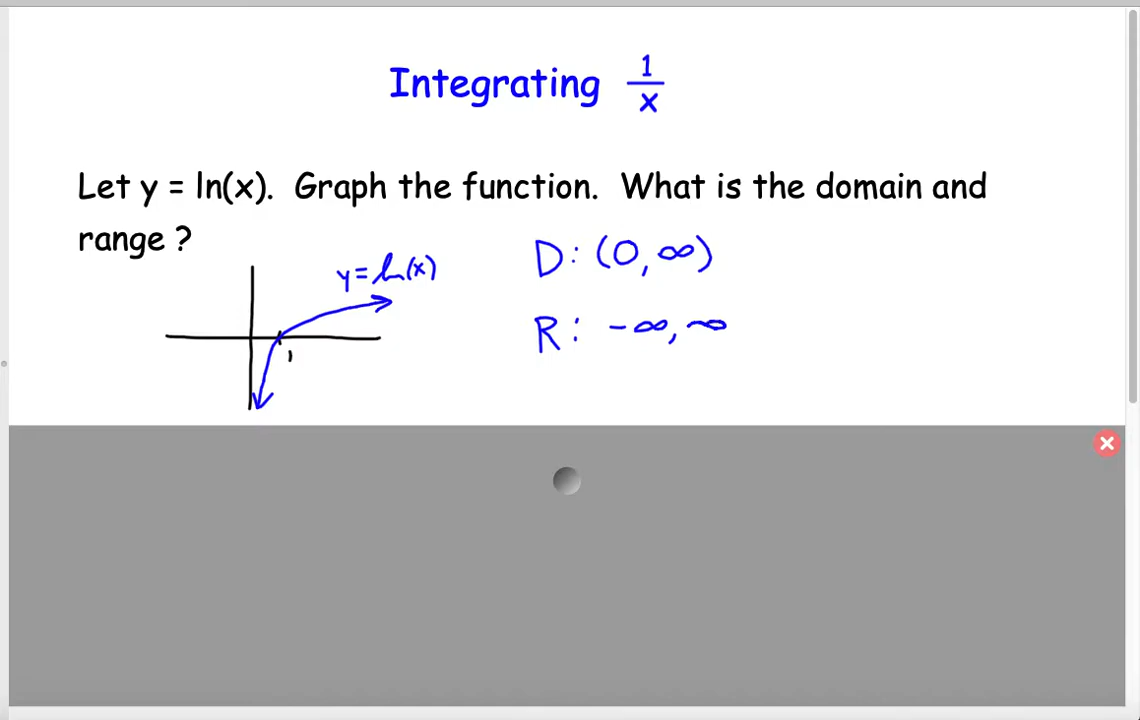 Integrating 1/x
Let y = ln(x). Graph the function. What is the domain and
range ?
y = ln(x)
D: (0, ∞)
R: -∞, ∞
1